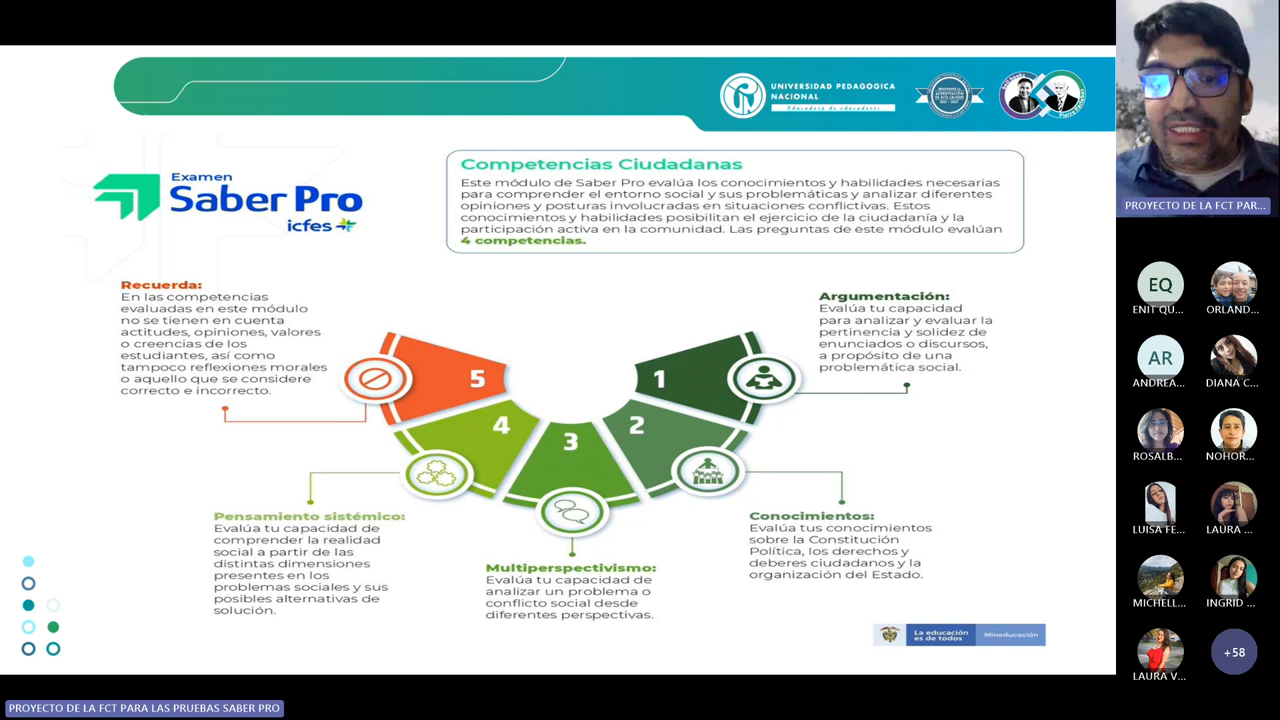 UNIVERSIDAD PEDAGOGICA
NACIONAL
Educadora de educadores
Examen
Saber Pro
icfes
Competencias Ciudadanas
Este módulo de Saber Pro evalúa los conocimientos y habilidades necesarias
para comprender el entorno social y sus problemáticas y analizar diferentes
opiniones y posturas involucradas en situaciones conflictivas. Estos
conocimientos y habilidades posibilitan el ejercicio de la ciudadanía y la
participación activa en la comunidad. Las preguntas de este módulo evalúan
4 competencias.
Recuerda:
En las competencias
evaluadas en este módulo
no se tienen en cuenta
actitudes, opiniones, valores
o creencias de los
estudiantes, así como
tampoco reflexiones morales
o aquello que se considere
correcto e incorrecto.
Argumentación:
Evalúa tu capacidad
para analizar y evaluar la
pertinencia y solidez de
enunciados o discursos,
a propósito de una
problemática social.
5
4
3
2
1
Pensamiento sistémico:
Evalúa tu capacidad de
comprender la realidad
social a partir de las
distintas dimensiones
presentes en los
problemas sociales y sus
posibles alternativas de
solución.
Multiperspectivismo:
Evalúa tu capacidad de
analizar un problema o
conflicto social desde
diferentes perspectivas.
Conocimientos:
Evalúa tus conocimientos
sobre la Constitución
Política, los derechos y
deberes ciudadanos y la
organización del Estado.
La educación
es de todos
Mineducación
PROYECTO DE LA FCT PAR...
EQ
ENIT QU...
ORLAND...
AR
ANDREA...
DIANA C...
ROSALB...
NOHOR...
LUISA FE...
LAURA ...
MICHELL...
INGRID ...
LAURA V...
+58
PROYECTO DE LA FCT PARA LAS PRUEBAS SABER PRO